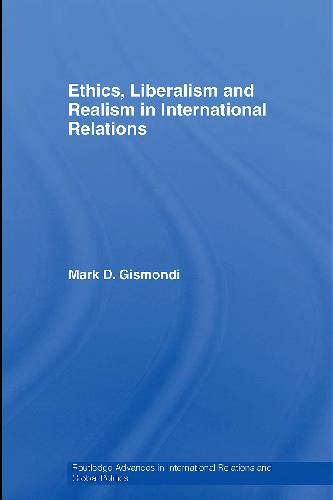 Ethics, Liberalism and
Realism in International
Relations
Mark D. Gismondi
Routledge Advances in International Relations and
Global Politics